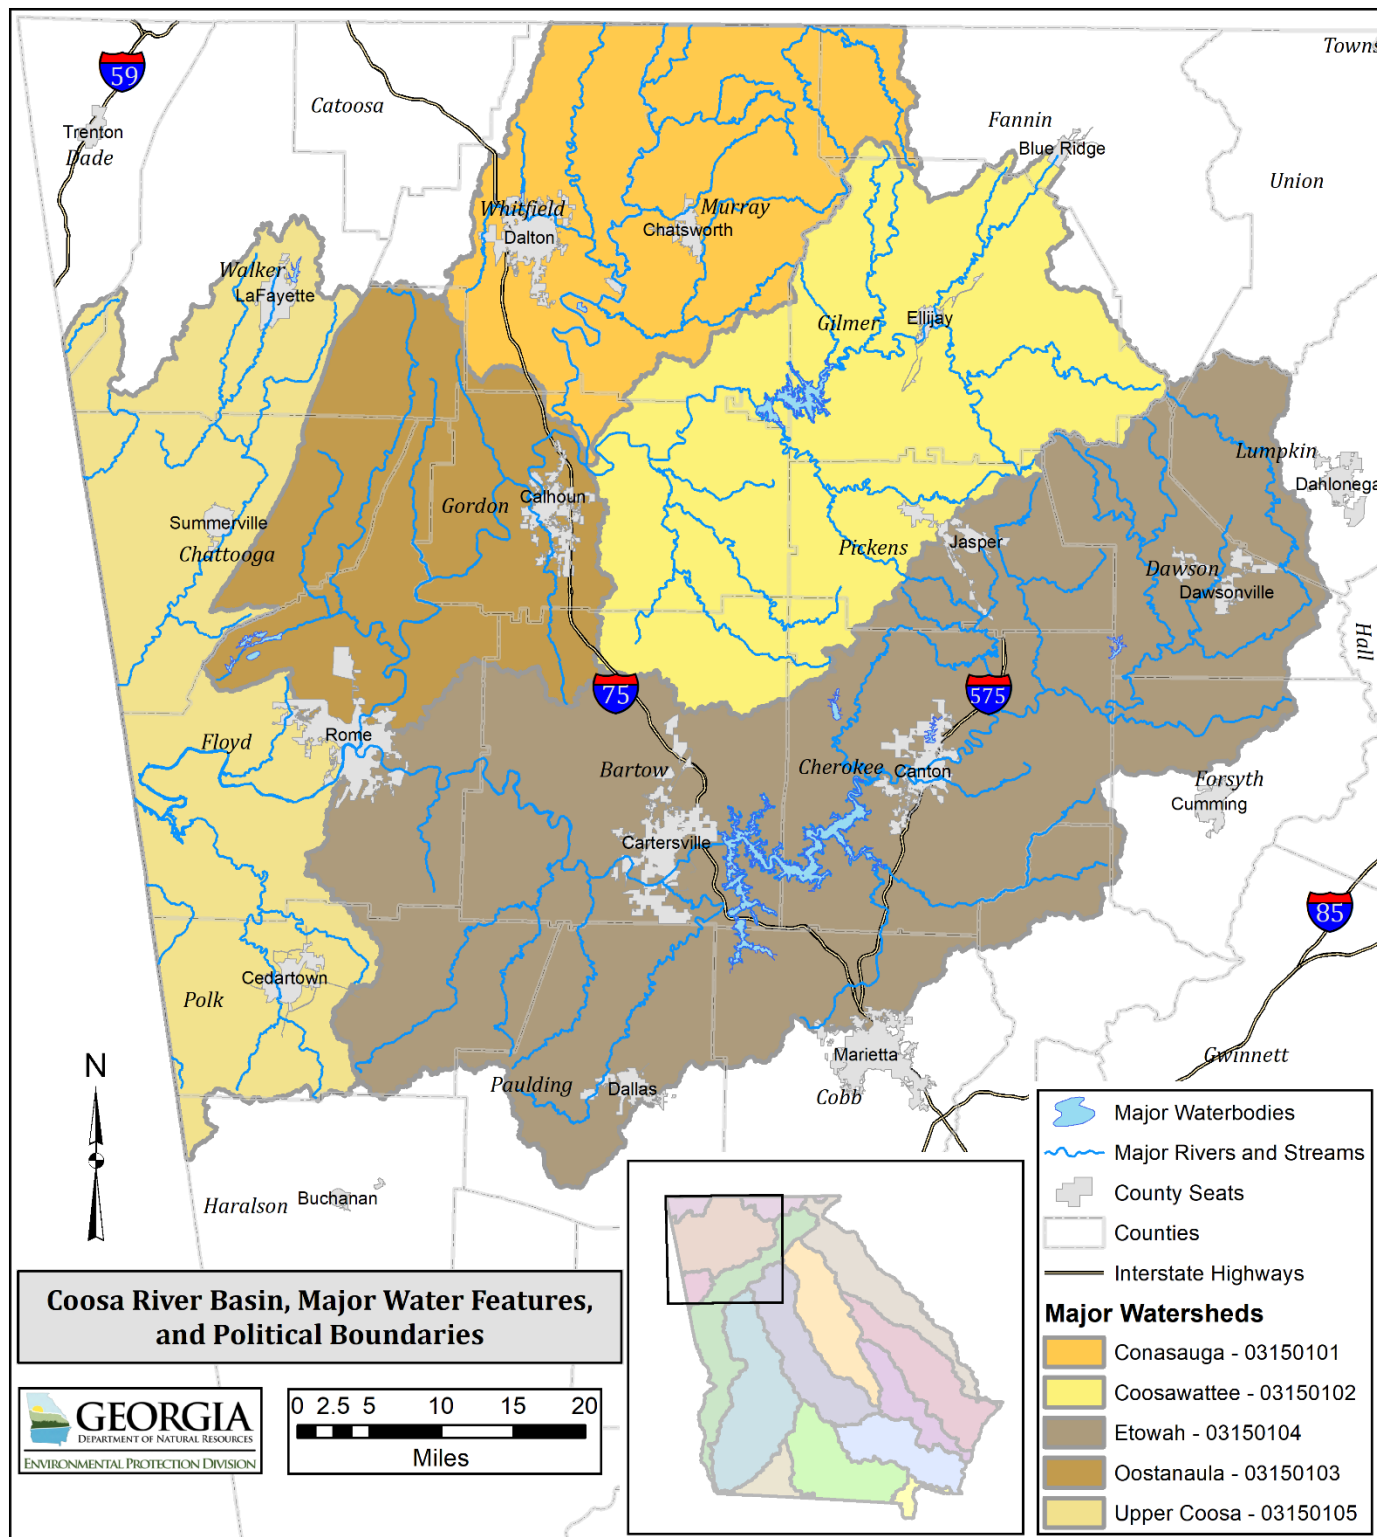 Towns
59
Catoosa
Fannin
Trenton
Dade
Blue Ridge
Union
Whitfield
Murray
Dalton
Chatsworth
Walker
LaFayette
Gilmer
Ellijay
Lumpkin
Dahlonega
Gordon
Calhoun
Summerville
Chattooga
Pickens
Jasper
Dawson
Dawsonville
Hall
75
575
Floyd
Rome
Bartow
Cherokee
Canton
Forsyth
Cumming
Cartersville
85
Cedartown
Polk
Marietta
Gwinnett
N
Paulding
Dallas
Cobb
Haralson
Buchanan
Major Waterbodies
Major Rivers and Streams
County Seats
Counties
Interstate Highways
Major Watersheds
Conasauga - 03150101
Coosawattee - 03150102
Etowah - 03150104
Oostanaula - 03150103
Upper Coosa - 03150105
Coosa River Basin, Major Water Features,
and Political Boundaries
GEORGIA
DEPARTMENT OF NATURAL RESOURCES
ENVIRONMENTAL PROTECTION DIVISION
0 2.5 5 10 15 20
Miles